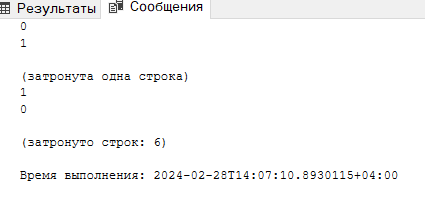 Результаты Сообщения
0
1
(затронута одна строка)
1
0
(затронуто строк: 6)
Время выполнения: 2024-02-28T14:07:10.8930115+04:00